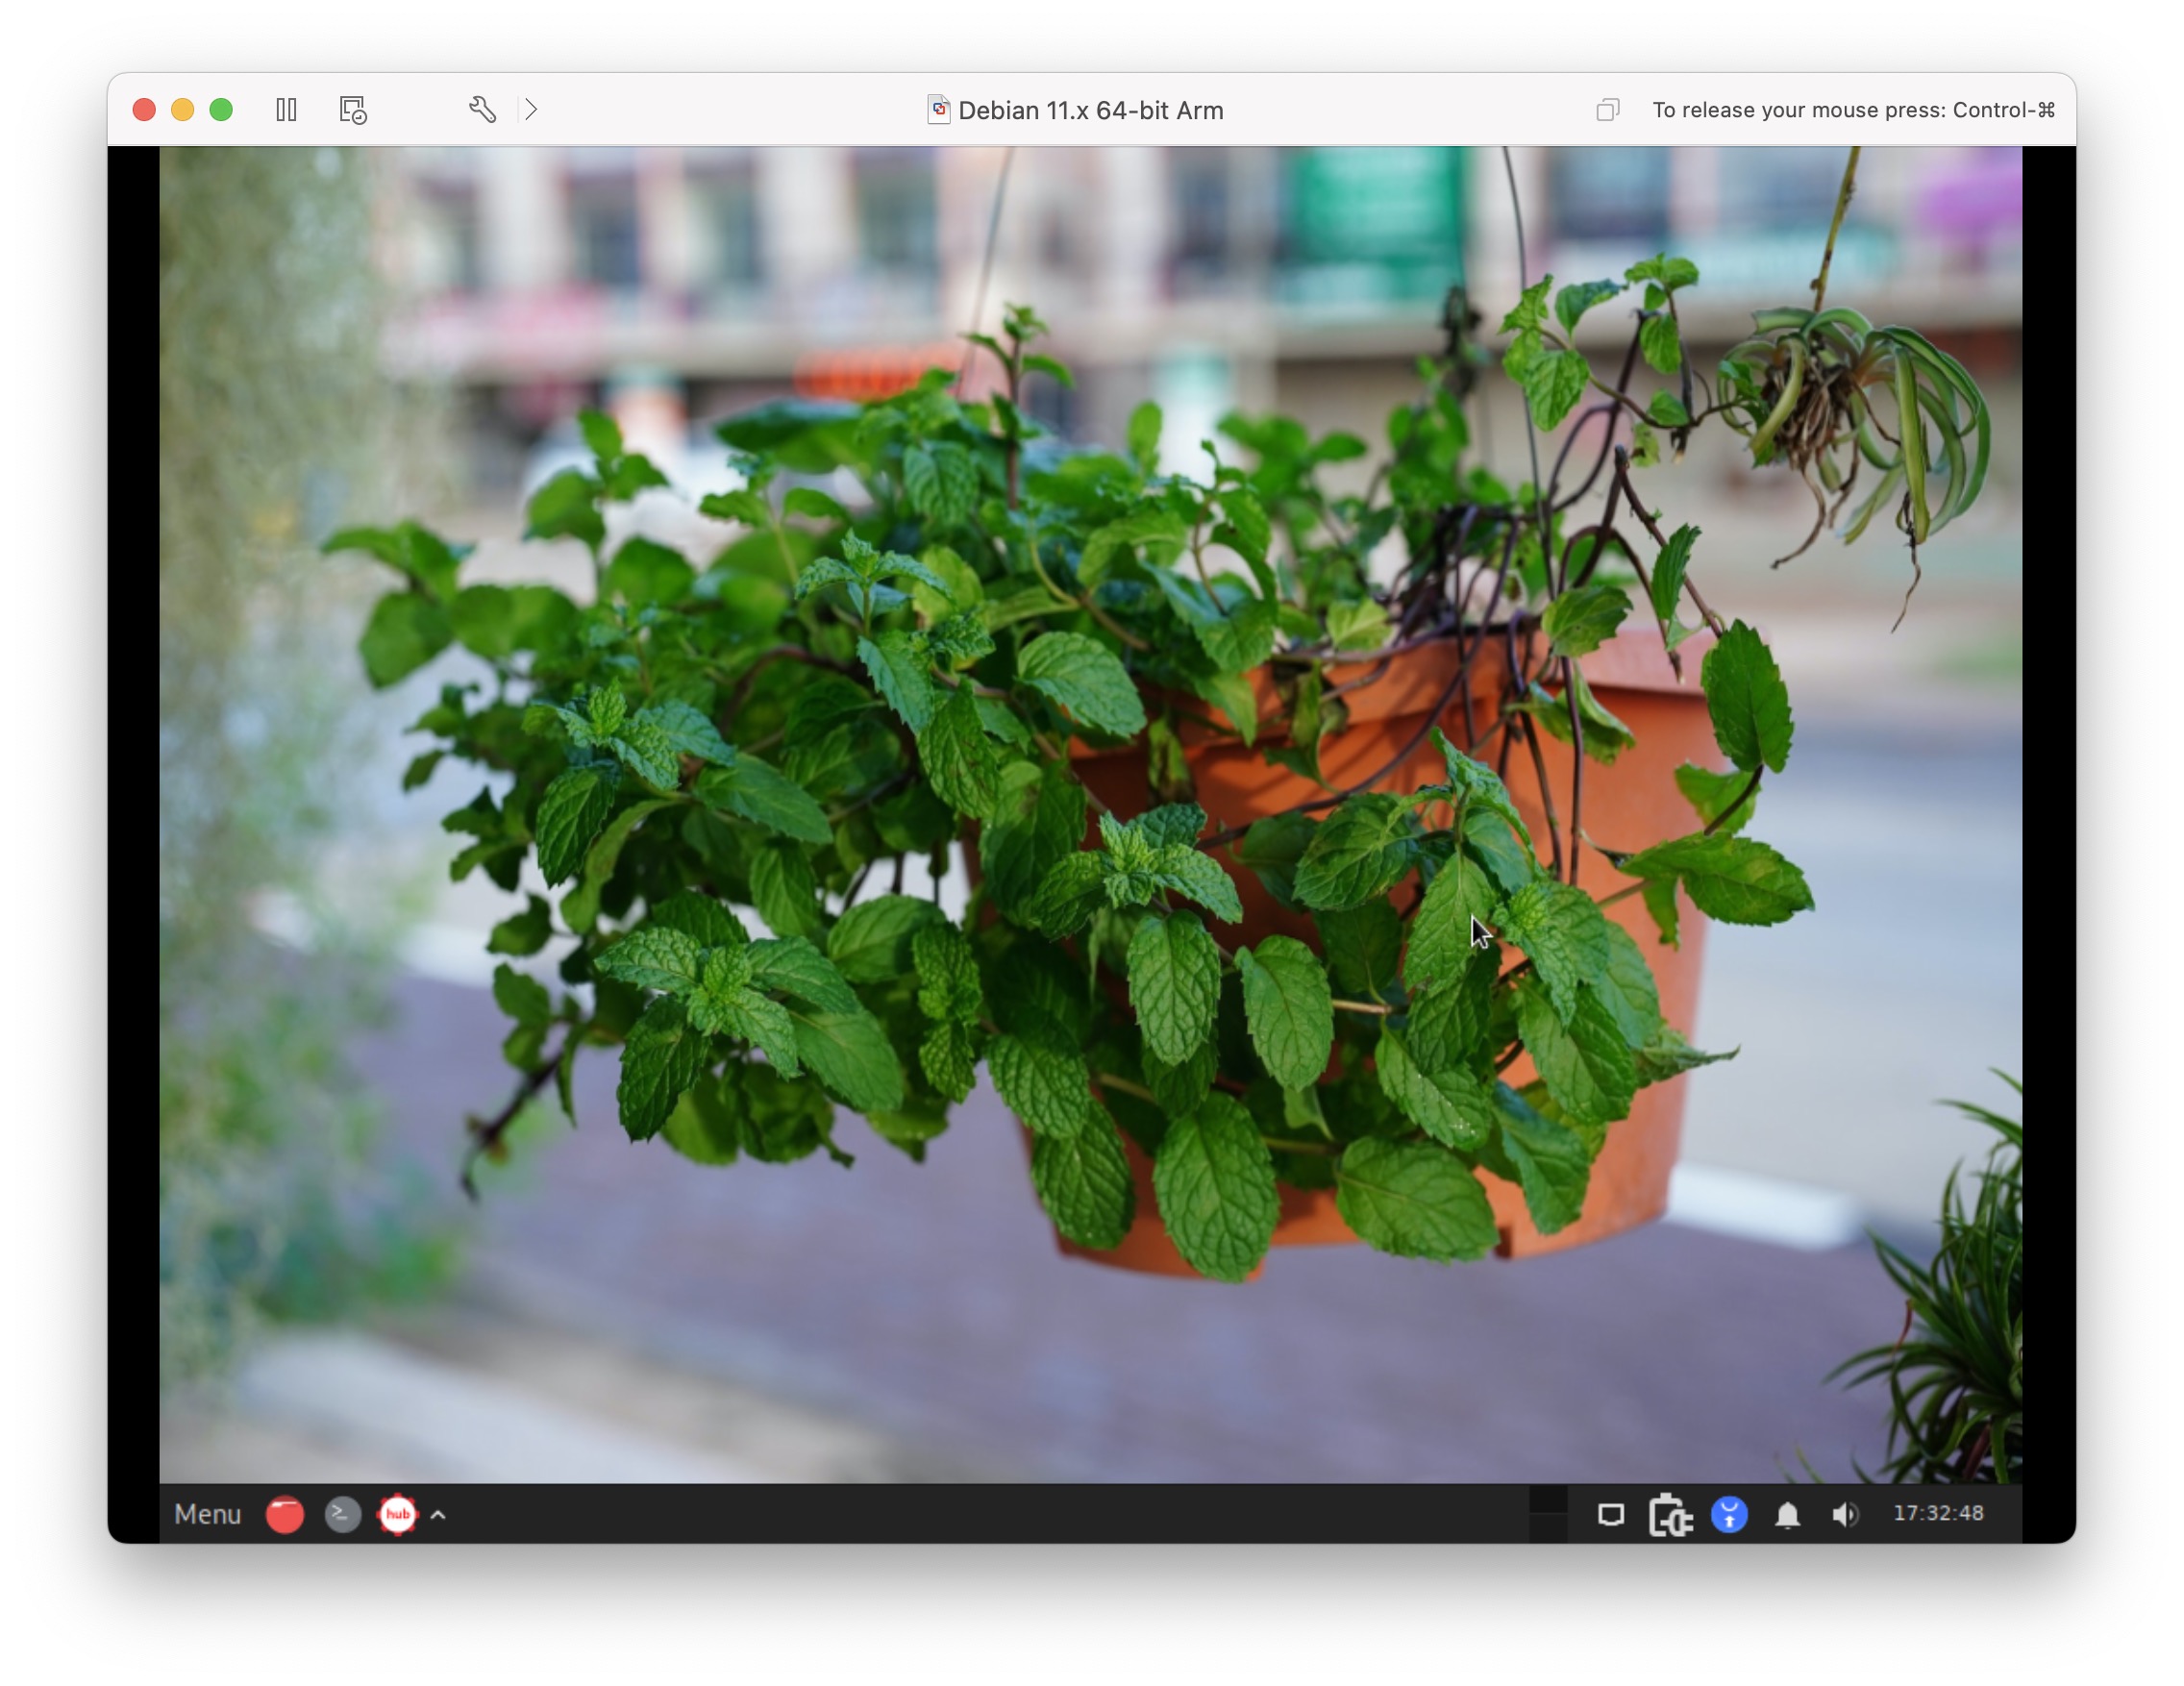 Debian 11.x 64-bit Arm
To release your mouse press: Control-⌘
Menu
hub
17:32:48